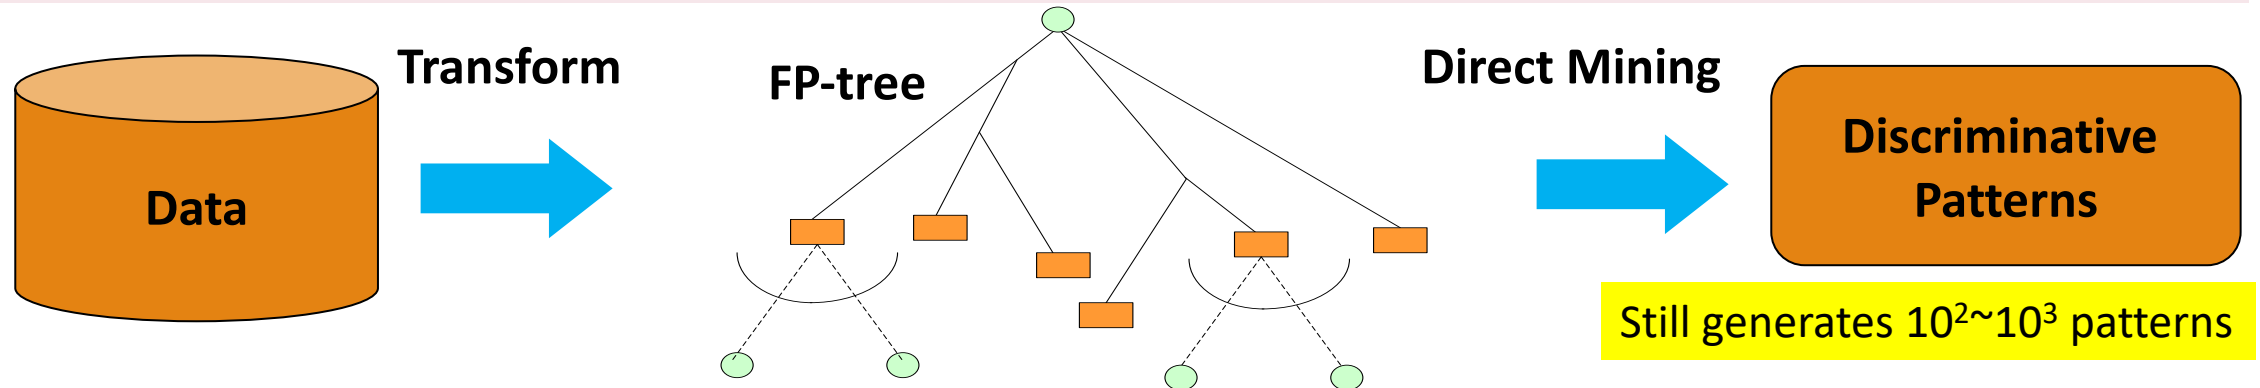 Transform
FP-tree
Direct Mining
Data
Discriminative
Patterns
Still generates 10²~10³ patterns